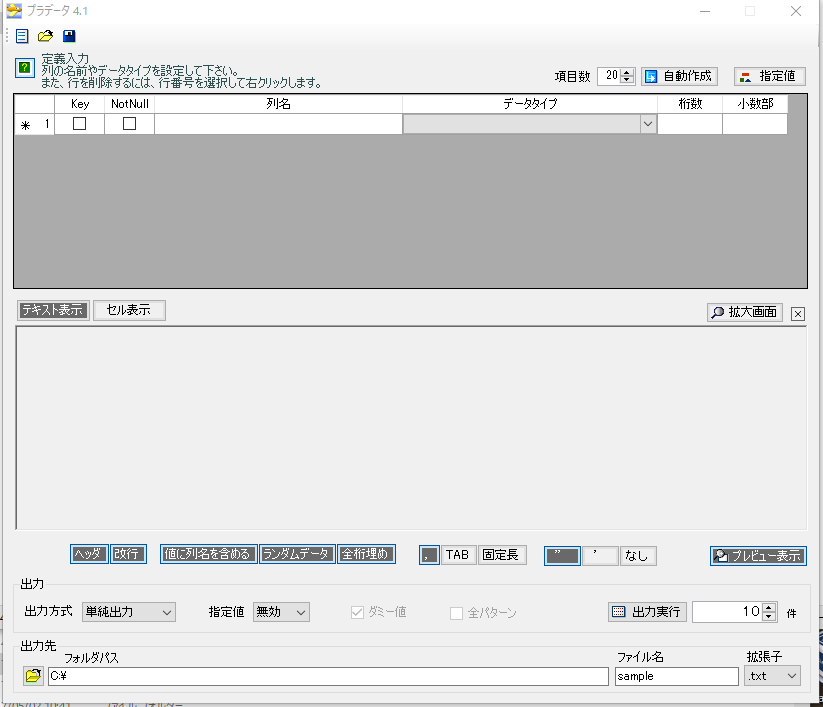 プラデータ 4.1
定義入力
列の名前やデータタイプを設定して下さい。
また、行を削除するには、行番号を選択して右クリックします。
項目数 20 自動作成 指定値
Key NotNull 列名 データタイプ 桁数 小数部
* 1
テキスト表示 セル表示 拡大画面
ヘッダ 改行 値に列名を含める ランダムデータ 全桁埋め , TAB 固定長 " ' なし プレビュー表示
出力
出力方式 単純出力 指定値 無効 ダミー値 全パターン 出力実行 10 件
出力先
フォルダパス ファイル名 拡張子
C:¥ sample .txt